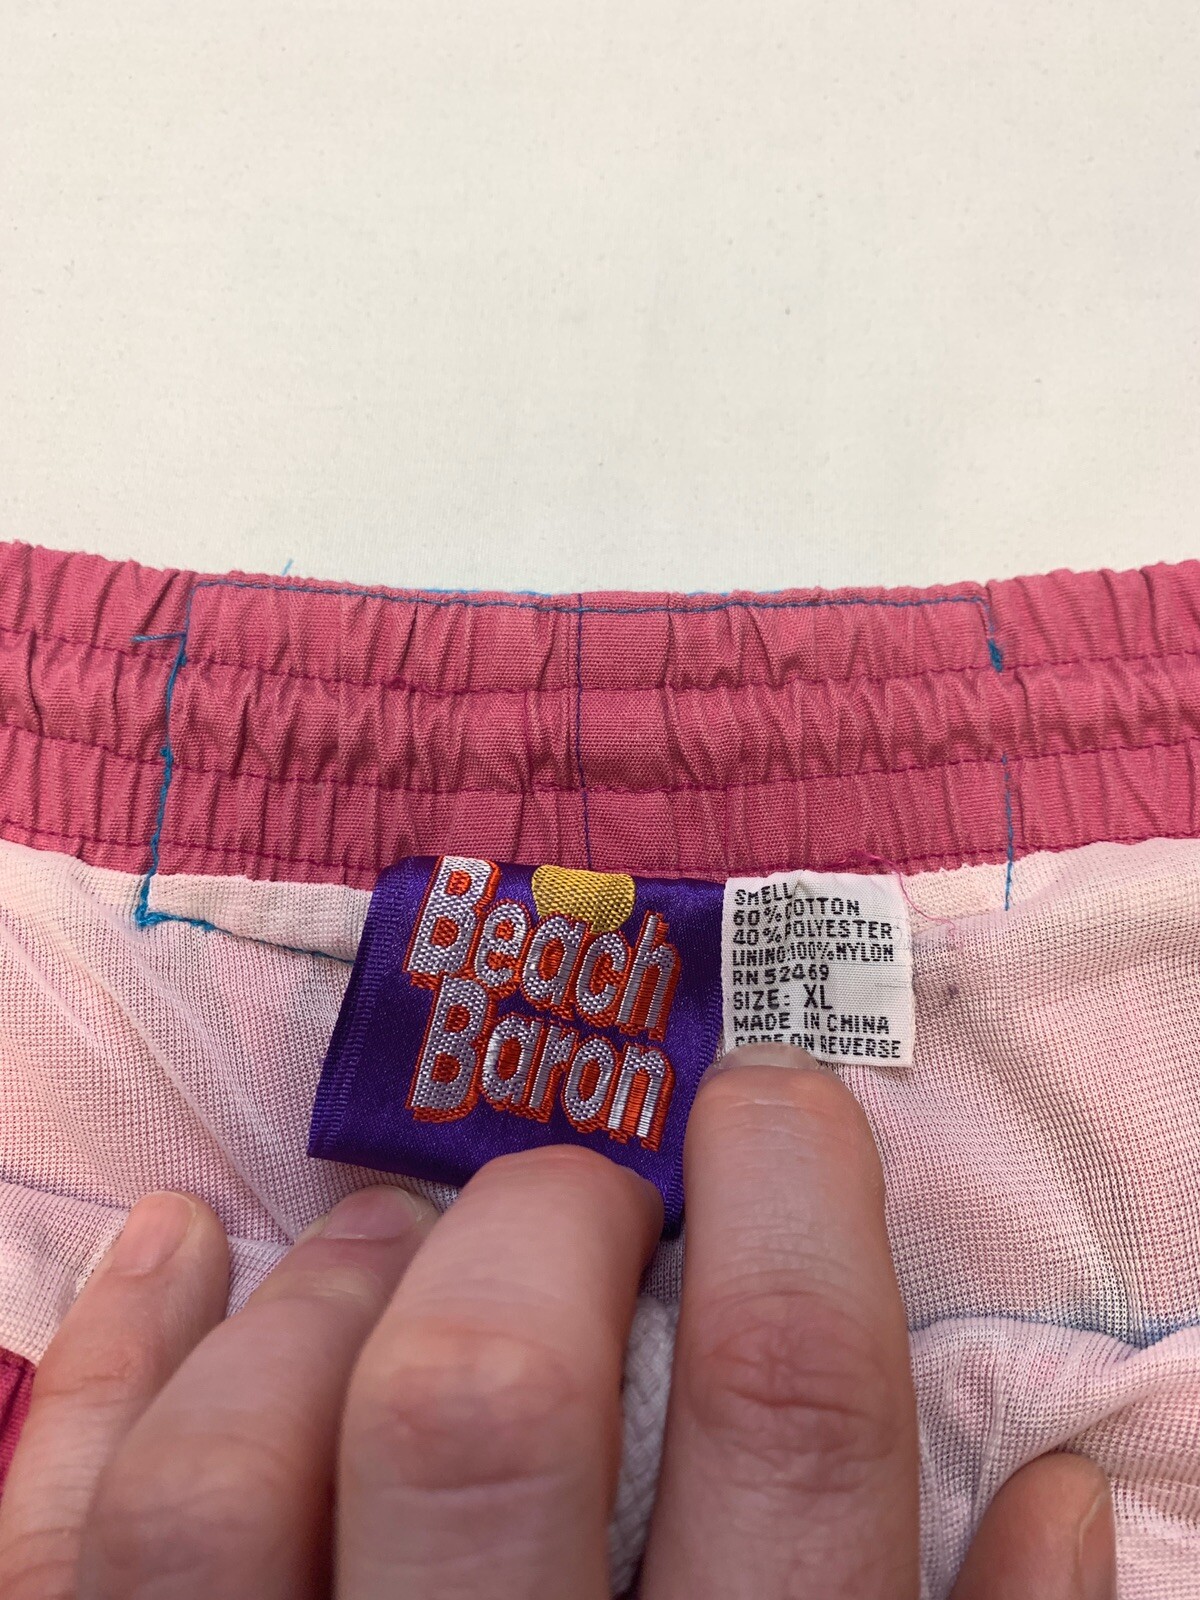 Beach
Baron
SHELL
60% COTTON
40% POLYESTER
LINING:100%NYLON
RN 52469
SIZE: XL
MADE IN CHINA
CARE ON REVERSE